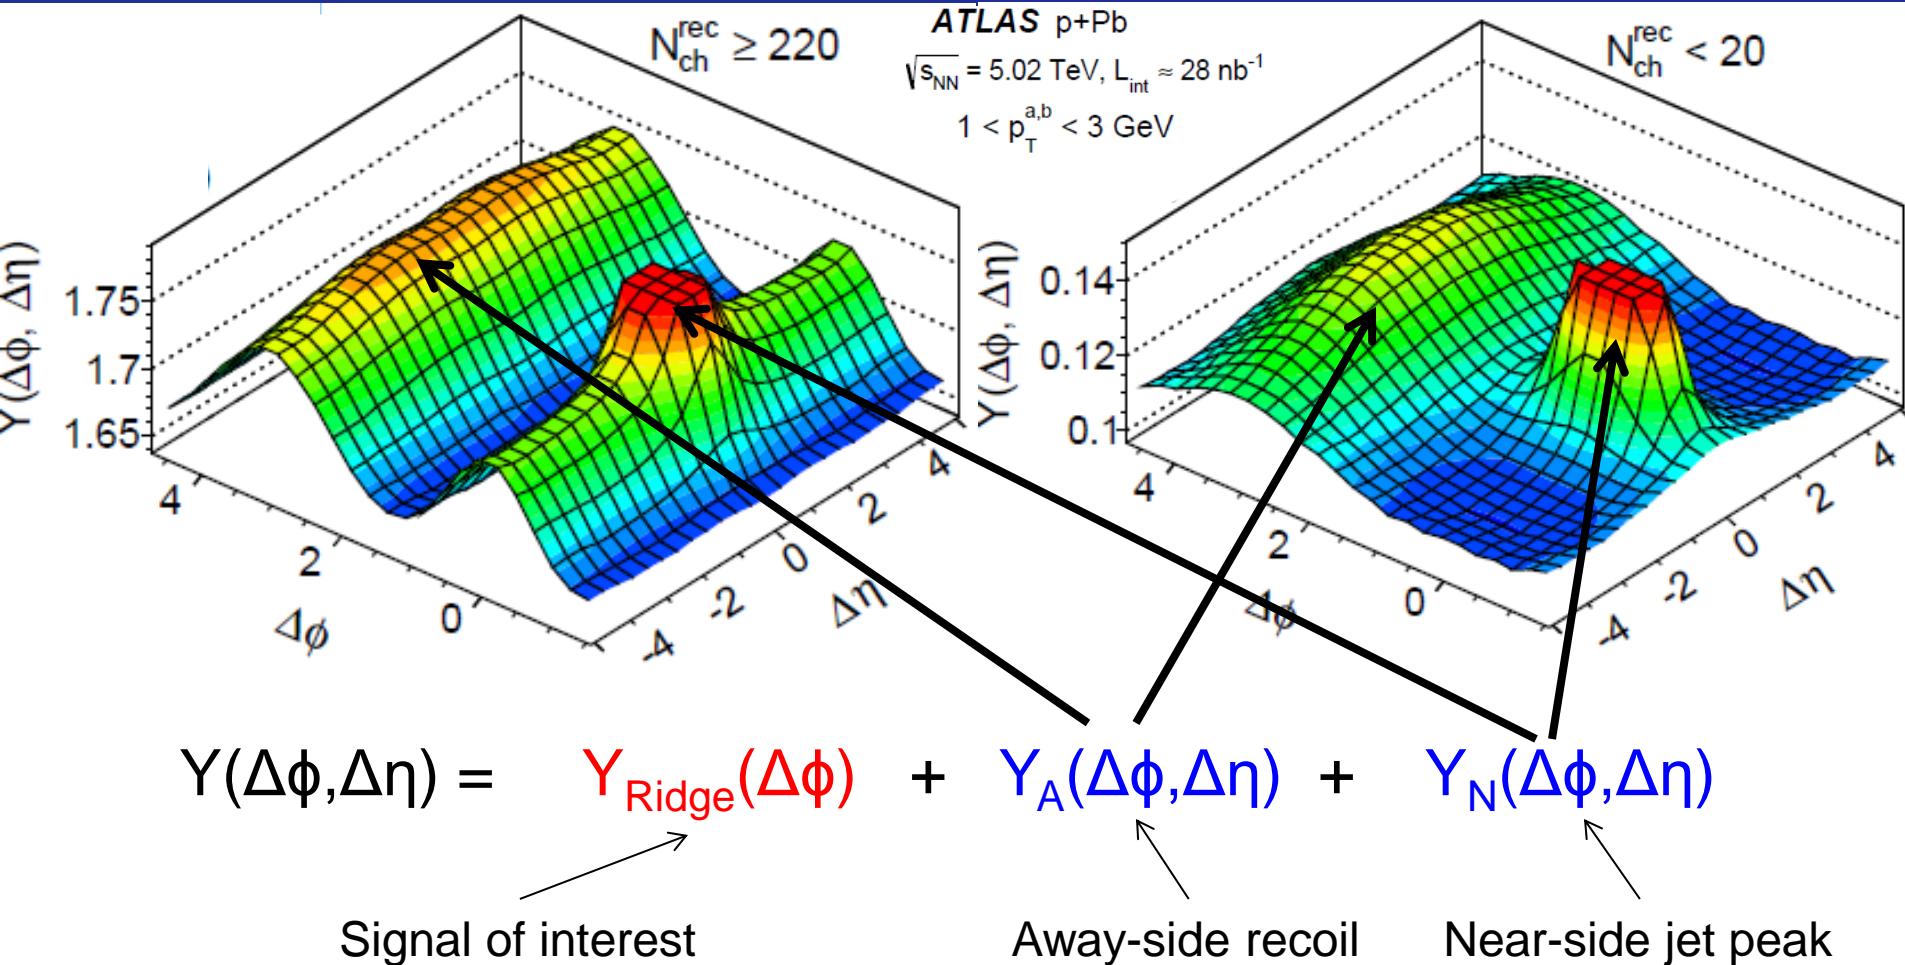 N_ch^rec ≥ 220
ATLAS p+Pb
√s_NN = 5.02 TeV, L_int ≈ 28 nb^-1
1 < p_T^a,b < 3 GeV
N_ch^rec < 20
Y(Δϕ, Δη)
1.75
1.7
1.65
4
2
0
Δϕ
-4
-2
0
2
4
Δη
Y(Δϕ, Δη)
0.14
0.12
0.1
4
2
0
Δϕ
-4
-2
0
2
4
Δη
Y(Δϕ,Δη) = Y_Ridge(Δϕ) + Y_A(Δϕ,Δη) + Y_N(Δϕ,Δη)
Signal of interest Away-side recoil Near-side jet peak